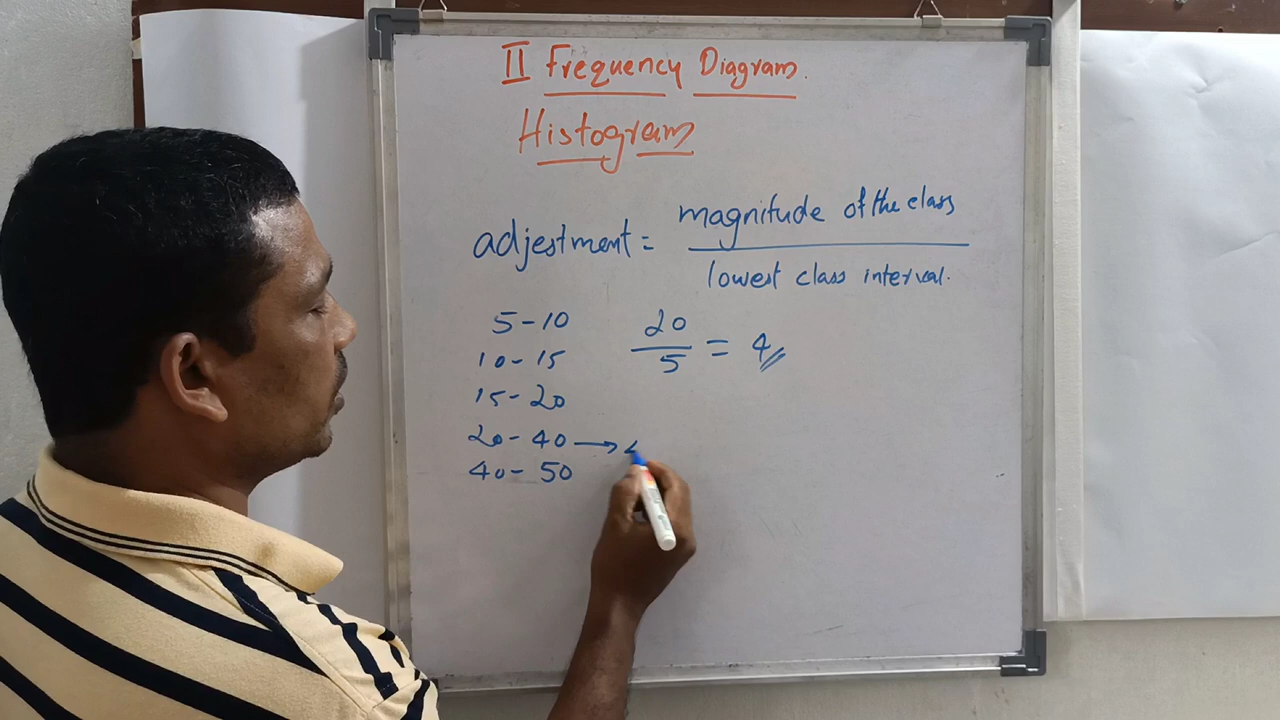 II Frequency Diagram.
Histogram
adjestment = magnitude of the class
lowest class interval.
5-10
20
10-15
5 = 4
15-20
20-40 →
40-50